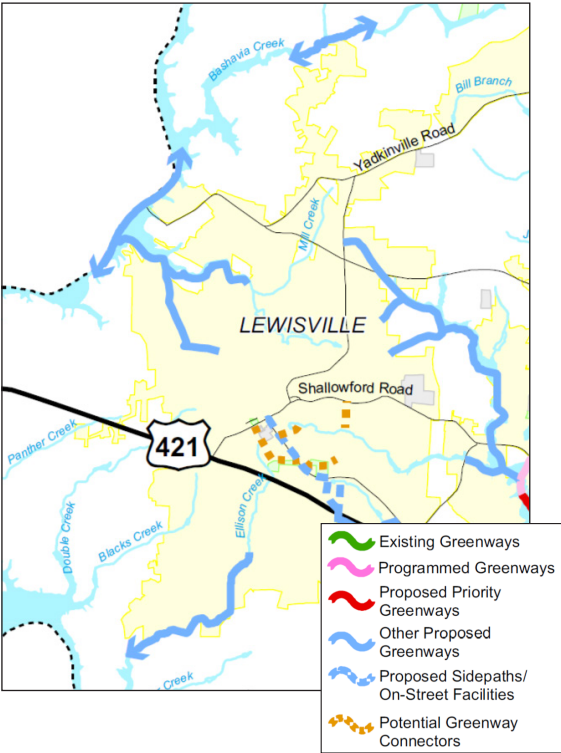 Bashavia Creek
Bill Branch
Yadkinville Road
Mill Creek
J
LEWISVILLE
Shallowford Road
Panther Creek
421
Ellison Creek
Double Creek
Blacks Creek
Creek
Existing Greenways
Programmed Greenways
Proposed Priority
Greenways
Other Proposed
Greenways
Proposed Sidepaths/
On-Street Facilities
Potential Greenway
Connectors